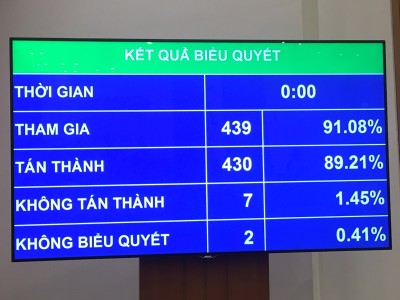 KẾT QUẢ BIỂU QUYẾT
THỜI GIAN 0:00
THAM GIA 439 91.08%
TÁN THÀNH 430 89.21%
KHÔNG TÁN THÀNH 7 1.45%
KHÔNG BIỂU QUYẾT 2 0.41%